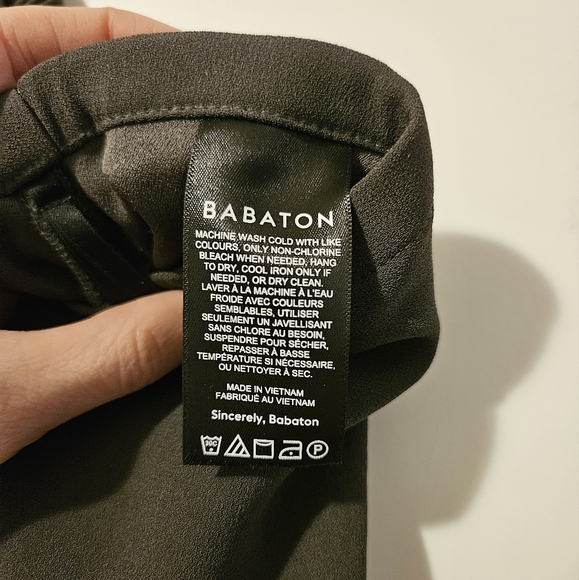 BABATON
MACHINE WASH COLD WITH LIKE
COLOURS, ONLY NON-CHLORINE
BLEACH WHEN NEEDED, HANG
TO DRY, COOL IRON ONLY IF
NEEDED, OR DRY CLEAN.
LAVER À LA MACHINE À L'EAU
FROIDE AVEC COULEURS
SEMBLABLES, UTILISER
SEULEMENT UN JAVELLISANT
SANS CHLORE AU BESOIN,
SUSPENDRE POUR SÉCHER,
REPASSER À BASSE
TEMPÉRATURE SI NÉCESSAIRE,
OU NETTOYER À SEC.
MADE IN VIETNAM
FABRIQUÉ AU VIETNAM
Sincerely, Babaton
30C P